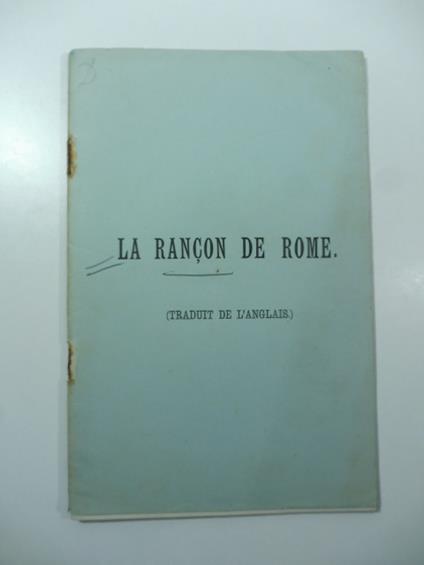 LA RANÇON DE ROME.
(TRADUIT DE L'ANGLAIS.)